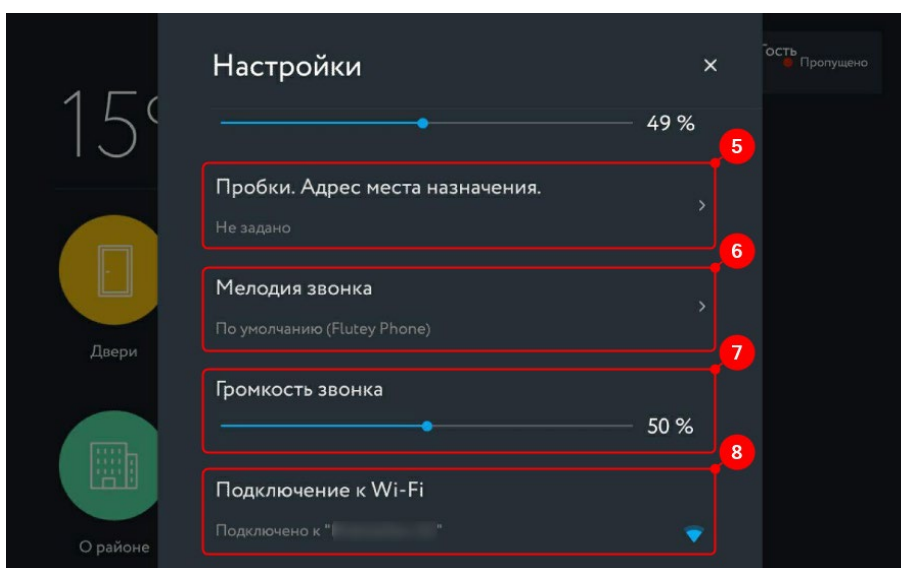 Настройки
×
Гость
Пропущено
15°
49 %
5
Пробки. Адрес места назначения.
Не задано
6
Мелодия звонка
По умолчанию (Flutey Phone)
7
Двери
Громкость звонка
50 %
8
Подключение к Wi-Fi
Подключено к " "
О районе